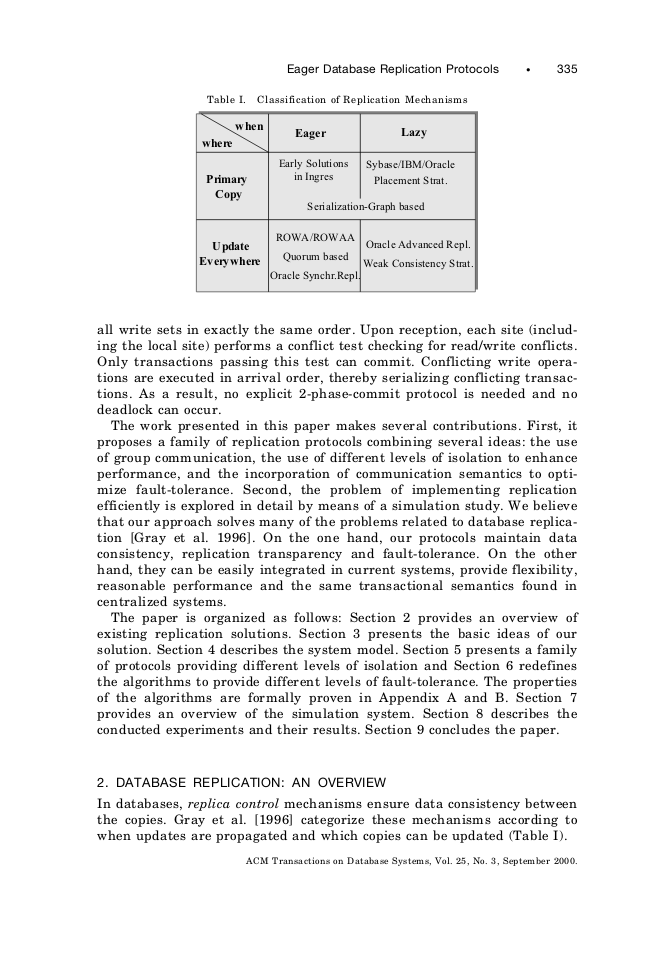 Eager Database Replication Protocols • 335
Table I. Classification of Replication Mechanisms
when
where
Eager
Lazy
Primary
Copy
Early Solutions
in Ingres
Sybase/IBM/Oracle
Placement Strat.
Serialization-Graph based
Update
Everywhere
ROWA/ROWAA
Quorum based
Oracle Synchr.Repl.
Oracle Advanced Repl.
Weak Consistency Strat.
all write sets in exactly the same order. Upon reception, each site (includ-
ing the local site) performs a conflict test checking for read/write conflicts.
Only transactions passing this test can commit. Conflicting write opera-
tions are executed in arrival order, thereby serializing conflicting transac-
tions. As a result, no explicit 2-phase-commit protocol is needed and no
deadlock can occur.
The work presented in this paper makes several contributions. First, it
proposes a family of replication protocols combining several ideas: the use
of group communication, the use of different levels of isolation to enhance
performance, and the incorporation of communication semantics to opti-
mize fault-tolerance. Second, the problem of implementing replication
efficiently is explored in detail by means of a simulation study. We believe
that our approach solves many of the problems related to database replica-
tion [Gray et al. 1996]. On the one hand, our protocols maintain data
consistency, replication transparency and fault-tolerance. On the other
hand, they can be easily integrated in current systems, provide flexibility,
reasonable performance and the same transactional semantics found in
centralized systems.
The paper is organized as follows: Section 2 provides an overview of
existing replication solutions. Section 3 presents the basic ideas of our
solution. Section 4 describes the system model. Section 5 presents a family
of protocols providing different levels of isolation and Section 6 redefines
the algorithms to provide different levels of fault-tolerance. The properties
of the algorithms are formally proven in Appendix A and B. Section 7
provides an overview of the simulation system. Section 8 describes the
conducted experiments and their results. Section 9 concludes the paper.
2. DATABASE REPLICATION: AN OVERVIEW
In databases, replica control mechanisms ensure data consistency between
the copies. Gray et al. [1996] categorize these mechanisms according to
when updates are propagated and which copies can be updated (Table I).
ACM Transactions on Database Systems, Vol. 25, No. 3, September 2000.